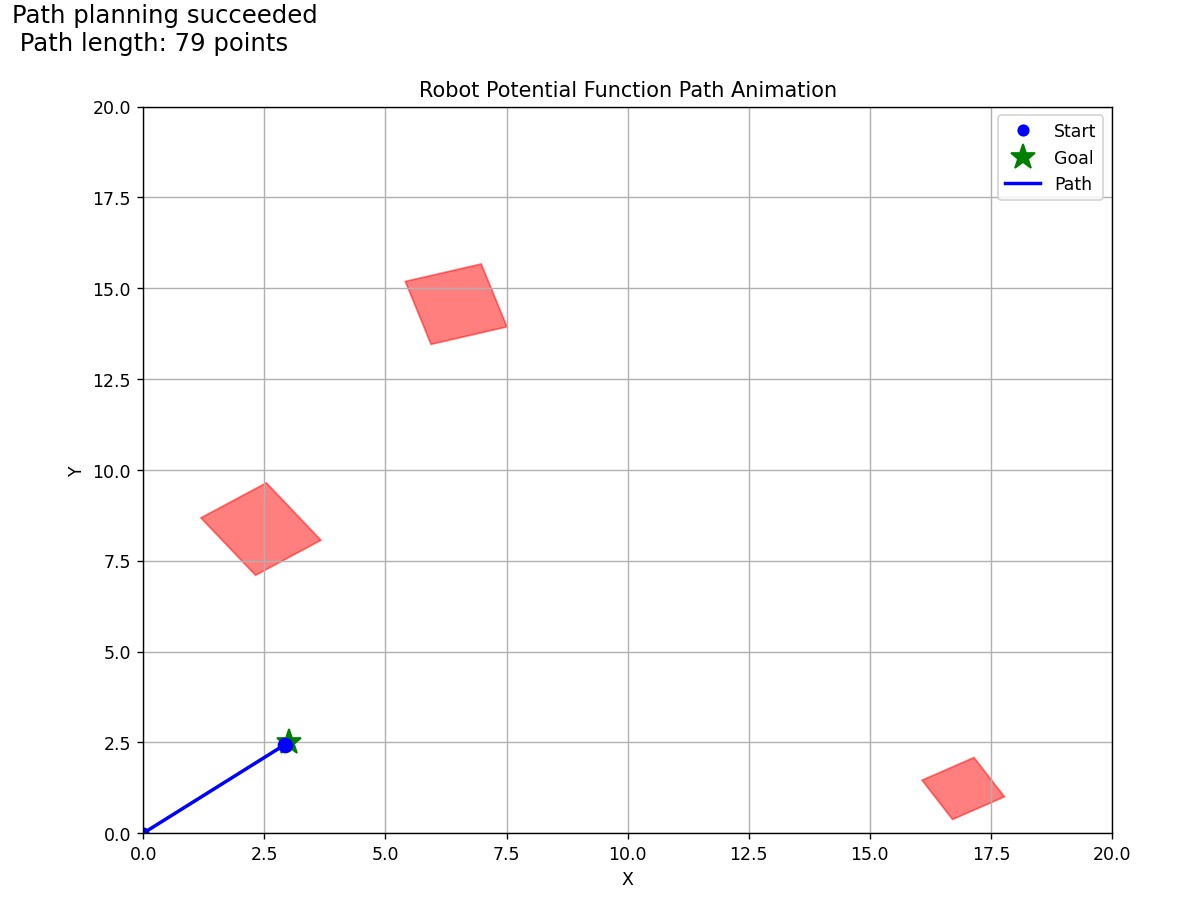 Path planning succeeded
Path length: 79 points
Robot Potential Function Path Animation
20.0
17.5
15.0
12.5
10.0
7.5
5.0
2.5
0.0
Y
Start
Goal
Path
0.0 2.5 5.0 7.5 10.0 12.5 15.0 17.5 20.0
X